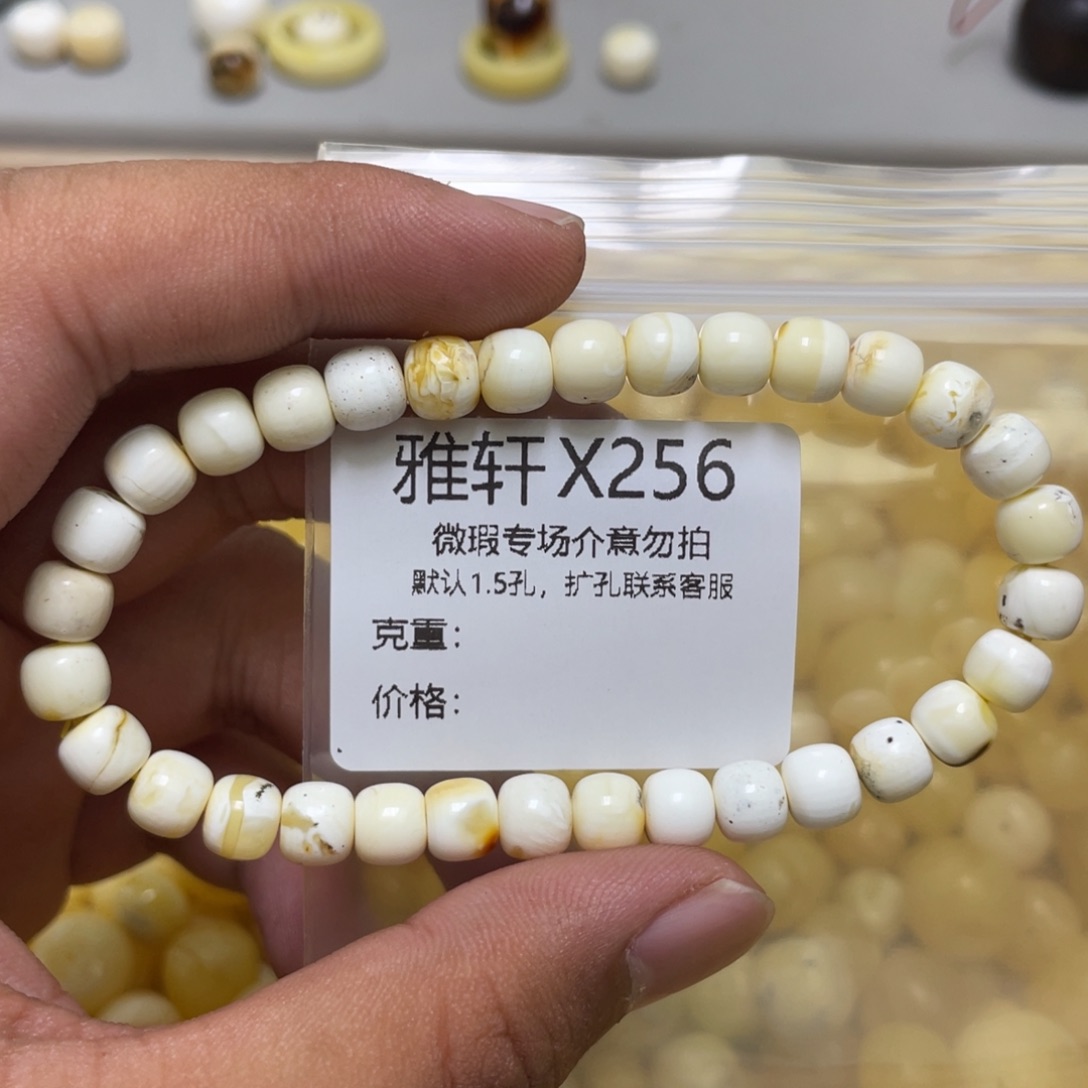 雅轩X256
微瑕专场介意勿拍
默认1.5孔，扩孔联系客服
克重：
价格：